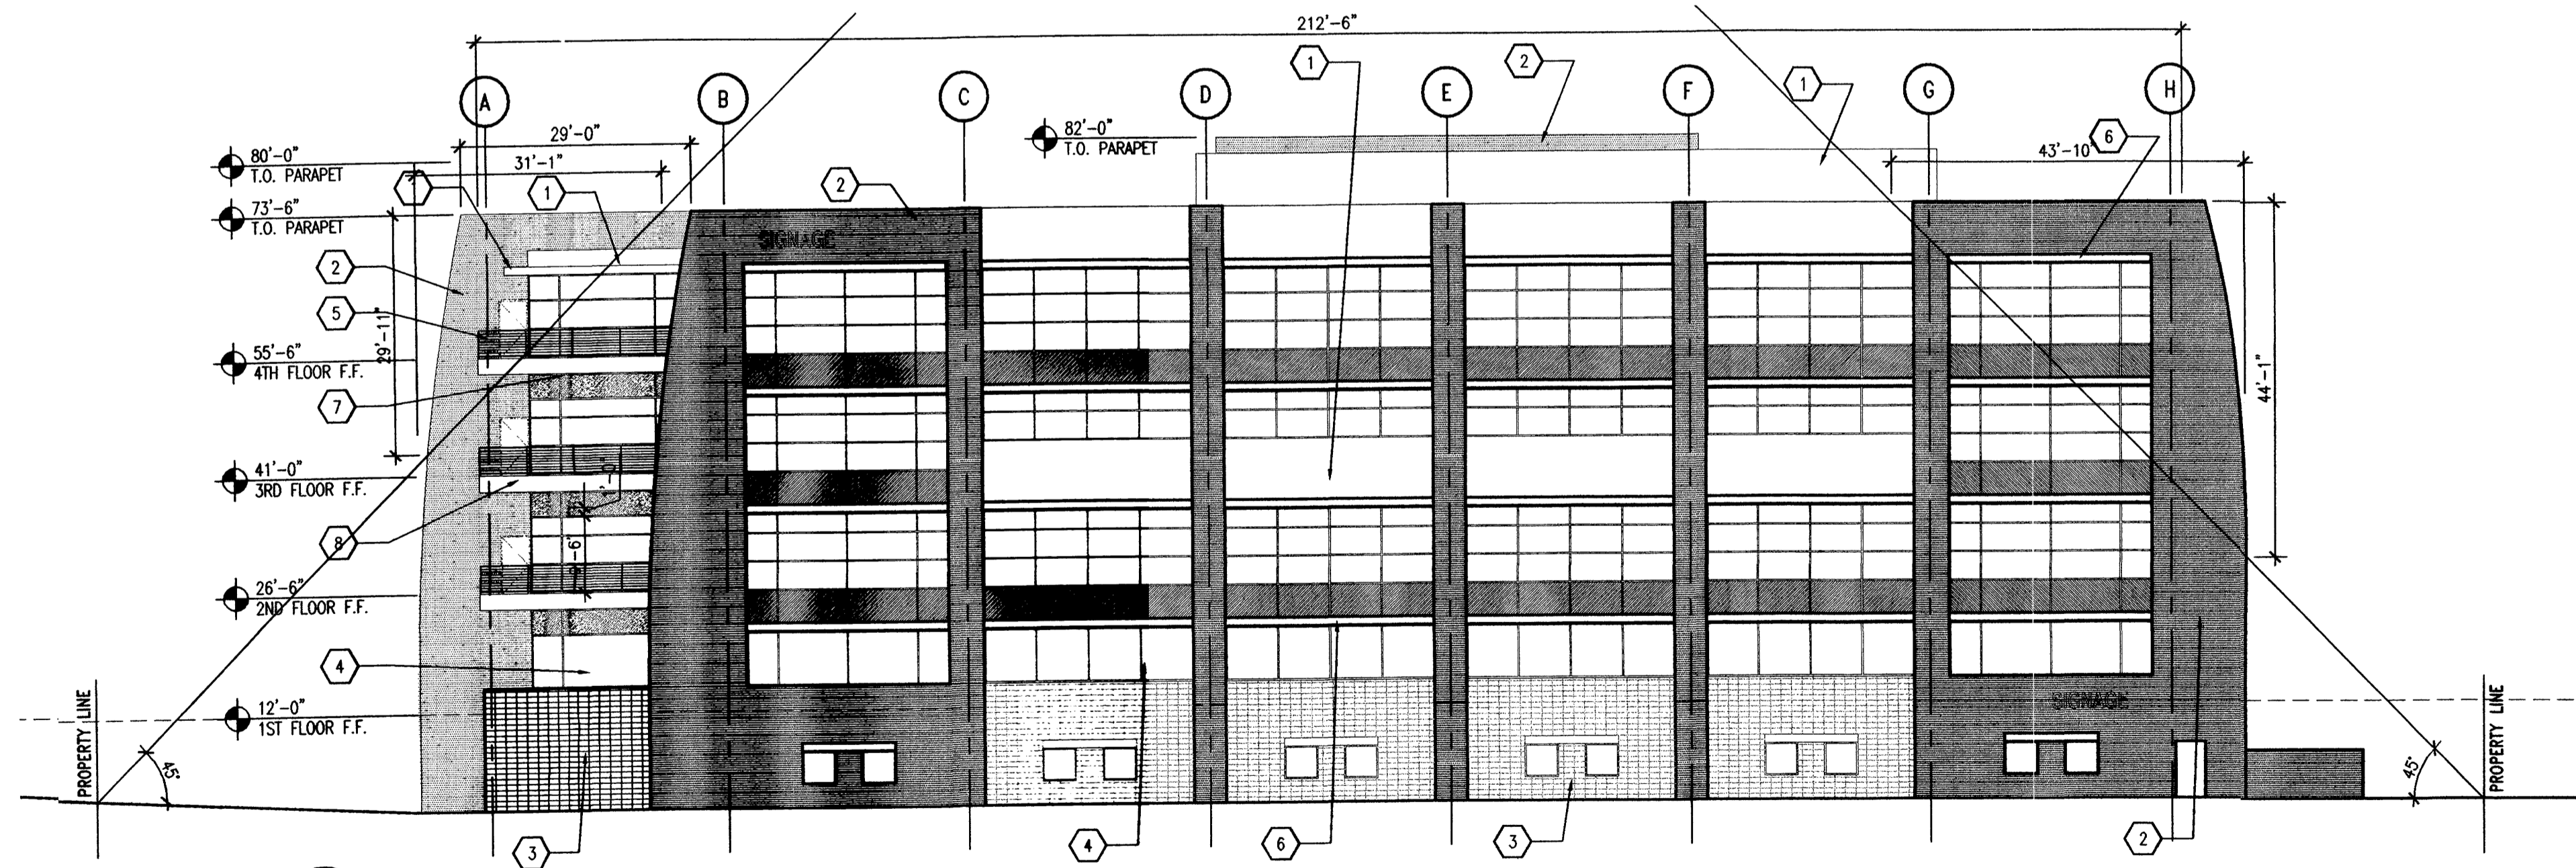 212'-6"
1
2
1
A
B
C
D
E
F
G
H
6
29'-0"
82'-0"
T.O. PARAPET
43'-10"
80'-0"
T.O. PARAPET
31'-1"
1
2
73'-6"
T.O. PARAPET
SIGNAGE
2
5
29'-11"
55'-6"
4TH FLOOR F.F.
44'-1"
7
41'-0"
3RD FLOOR F.F.
8
26'-6"
2ND FLOOR F.F.
4
PROPERTY LINE
12'-0"
1ST FLOOR F.F.
SIGNAGE
PROPERTY LINE
45°
45°
3
4
6
3
2